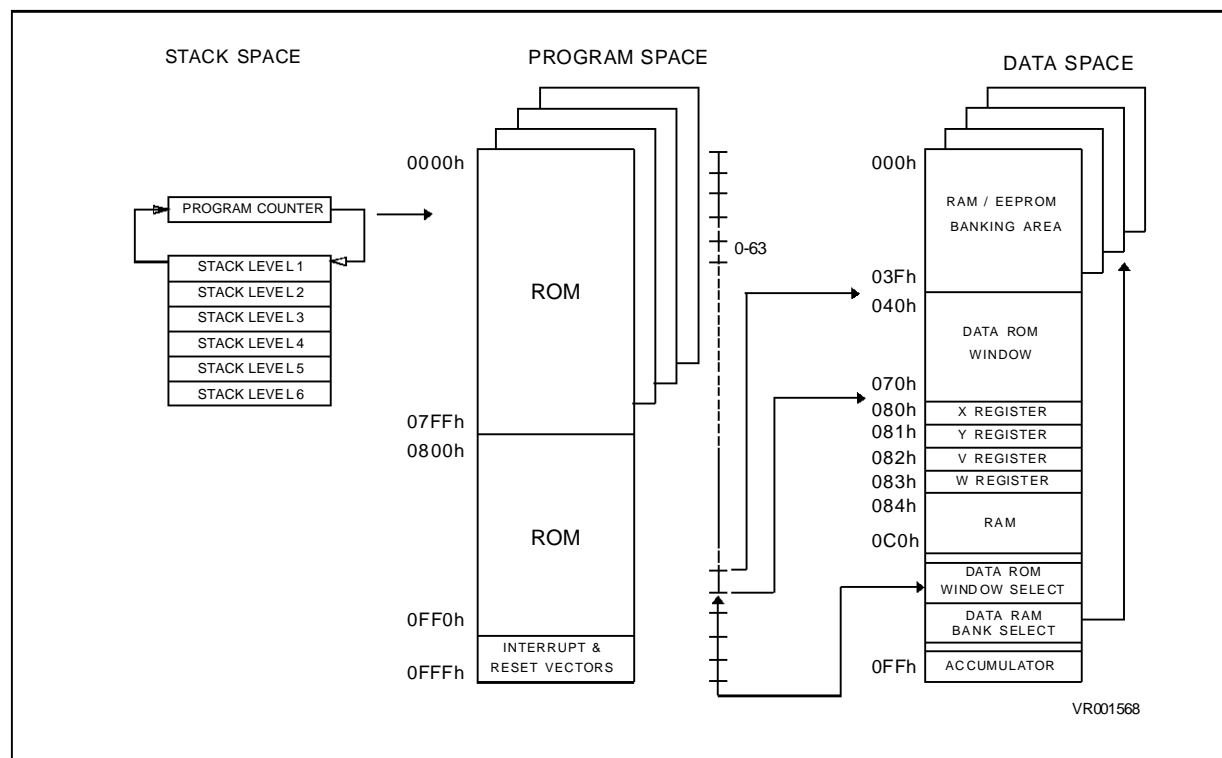 STACK SPACE
PROGRAM COUNTER
STACK LEVEL 1
STACK LEVEL 2
STACK LEVEL 3
STACK LEVEL 4
STACK LEVEL 5
STACK LEVEL 6
PROGRAM SPACE
0000h
ROM
07FFh
0800h
ROM
0FF0h
INTERRUPT &
RESET VECTORS
0FFFh
0-63
DATA SPACE
000h
RAM / EEPROM
BANKING AREA
03Fh
040h
DATA ROM
WINDOW
070h
080h
X REGISTER
081h
Y REGISTER
082h
V REGISTER
083h
W REGISTER
084h
RAM
0C0h
DATA ROM
WINDOW SELECT
DATA RAM
BANK SELECT
0FFh
ACCUMULATOR
VR001568